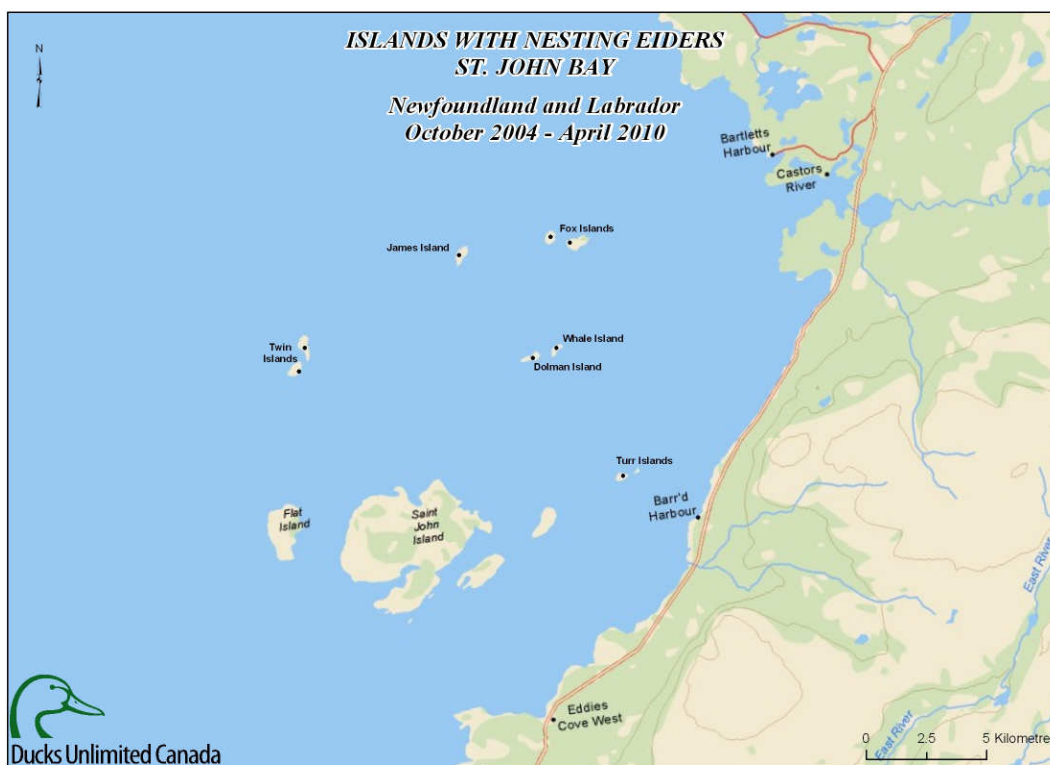 ISLANDS WITH NESTING EIDERS
ST. JOHN BAY
Newfoundland and Labrador
October 2004 - April 2010
N
Bartletts
Harbour
Castors
River
Fox Islands
James Island
Whale Island
Twin
Islands
Dolman Island
Turr Islands
Flat
Island
Saint
John
Island
Barr'd
Harbour
East River
Eddies
Cove West
East River
0 2.5 5 Kilometre
Ducks Unlimited Canada